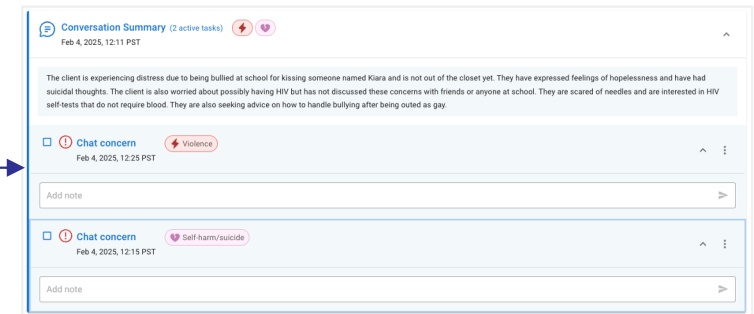 Conversation Summary (2 active tasks)
Feb 4, 2025, 12:11 PST
The client is experiencing distress due to being bullied at school for kissing someone named Kiara and is not out of the closet yet. They have expressed feelings of hopelessness and have had
suicidal thoughts. The client is also worried about possibly having HIV but has not discussed these concerns with friends or anyone at school. They are scared of needles and are interested in HIV
self-tests that do not require blood. They are also seeking advice on how to handle bullying after being outed as gay.
Chat concern Violence
Feb 4, 2025, 12:25 PST
Add note
Chat concern Self-harm/suicide
Feb 4, 2025, 12:15 PST
Add note